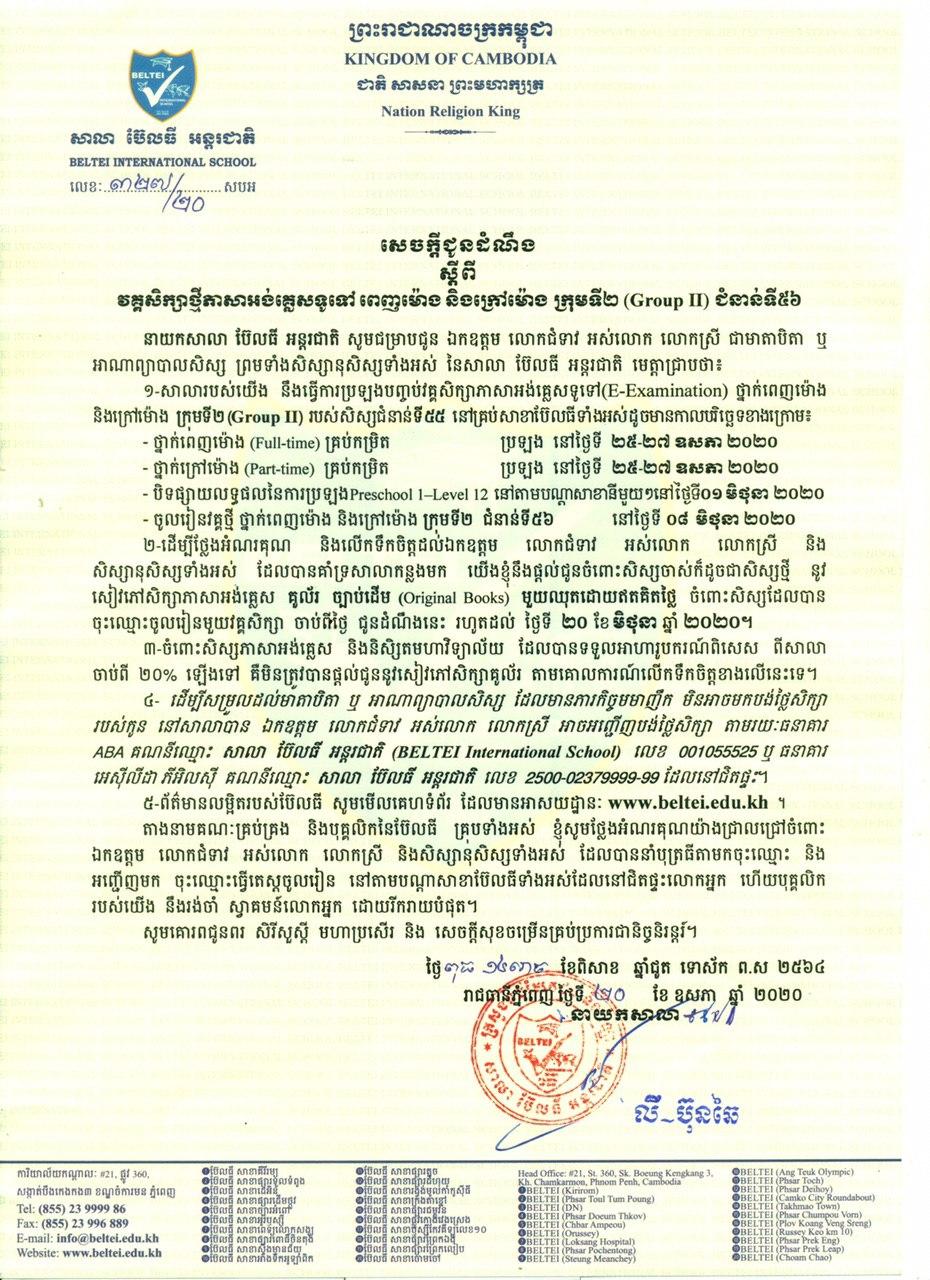 ព្រះរាជាណាចក្រកម្ពុជា
KINGDOM OF CAMBODIA
ជាតិ សាសនា ព្រះមហាក្សត្រ
Nation Religion King
BELTEI
INTERNATIONAL
SCHOOL
សាលា ប៊ែលធី អន្តរជាតិ
BELTEI INTERNATIONAL SCHOOL
លេខៈ ៣២៧/២០ សបអ
សេចក្តីជូនដំណឹង
ស្តីពី
វគ្គសិក្សាថ្មីភាសាអង់គ្លេសទូទៅ ពេញម៉ោង និងក្រៅម៉ោង ក្រុមទី២ (Group II) ជំនាន់ទី៥៦
នាយកសាលា ប៊ែលធី អន្តរជាតិ សូមជម្រាបជូន ឯកឧត្តម លោកជំទាវ អស់លោក លោកស្រី ជាមាតាបិតា ឬ
អាណាព្យាបាលសិស្ស ព្រមទាំងសិស្សានុសិស្សទាំងអស់ នៃសាលា ប៊ែលធី អន្តរជាតិ មេត្តាជ្រាបថា៖
១-សាលារបស់យើង នឹងធ្វើការប្រឡងបញ្ចប់វគ្គសិក្សាភាសាអង់គ្លេសទូទៅ(E-Examination) ថ្នាក់ពេញម៉ោង
និងក្រៅម៉ោង ក្រុមទី២ (Group II) របស់សិស្សជំនាន់ទី៥៥ នៅគ្រប់សាខាប៊ែលធីទាំងអស់ដូចមានកាលបរិច្ឆេទខាងក្រោម៖
- ថ្នាក់ពេញម៉ោង (Full-time) គ្រប់កម្រិត ប្រឡង នៅថ្ងៃទី ២៥-២៧ ឧសភា ២០២០
- ថ្នាក់ក្រៅម៉ោង (Part-time) គ្រប់កម្រិត ប្រឡង នៅថ្ងៃទី ២៥-២៧ ឧសភា ២០២០
- បិទផ្សាយលទ្ធផលនៃការប្រឡងPreschool 1–Level 12 នៅតាមបណ្តាសាខានីមួយៗនៅថ្ងៃទី០១ មិថុនា ២០២០
- ចូលរៀនវគ្គថ្មី ថ្នាក់ពេញម៉ោង និងក្រៅម៉ោង ក្រុមទី២ ជំនាន់ទី៥៦ នៅថ្ងៃទី ០៨ មិថុនា ២០២០
២-ដើម្បីថ្លែងអំណរគុណ និងលើកទឹកចិត្តដល់ឯកឧត្តម លោកជំទាវ អស់លោក លោកស្រី និង
សិស្សានុសិស្សទាំងអស់ ដែលបានគាំទ្រសាលាកន្លងមក យើងខ្ញុំនឹងផ្តល់ជូនចំពោះសិស្សចាស់ក៏ដូចជាសិស្សថ្មី នូវ
សៀវភៅសិក្សាភាសាអង់គ្លេស គូល័រ ច្បាប់ដើម (Original Books) មួយឈុតដោយឥតគិតថ្លៃ ចំពោះសិស្សដែលបាន
ចុះឈ្មោះចូលរៀនមួយវគ្គសិក្សា ចាប់ពីថ្ងៃ ជូនដំណឹងនេះ រហូតដល់ ថ្ងៃទី ២០ ខែ មិថុនា ឆ្នាំ ២០២០។
៣-ចំពោះសិស្សភាសាអង់គ្លេស និងនិស្សិតមហាវិទ្យាល័យ ដែលបានទទួលអាហារូបករណ៍ពិសេស ពីសាលា
ចាប់ពី ២០% ឡើងទៅ គឺមិនត្រូវបានផ្តល់ជូននូវសៀវភៅសិក្សាគូល័រ តាមគោលការណ៍លើកទឹកចិត្តខាងលើនេះទេ។
៤- ដើម្បីសម្រួលដល់មាតាបិតា ឬ អាណាព្យាបាលសិស្ស ដែលមានភារកិច្ចមមាញឹក មិនអាចមកបង់ថ្លៃសិក្សា
របស់កូន នៅសាលាបាន ឯកឧត្តម លោកជំទាវ អស់លោក លោកស្រី អាចអញ្ជើញបង់ថ្លៃសិក្សា តាមរយៈធនាគារ
ABA គណនីឈ្មោះ សាលា ប៊ែលធី អន្តរជាតិ (BELTEI International School) លេខ 001055525 ឬ ធនាគារ
អេស៊ីលីដា ភីអិលស៊ី គណនីឈ្មោះ សាលា ប៊ែលធី អន្តរជាតិ លេខ 2500-02379999-99 ដែលនៅជិតផ្ទះ។
៥-ព័ត៌មានលម្អិតរបស់ប៊ែលធី សូមមើលគេហទំព័រ ដែលមានអាសយដ្ឋានៈ www.beltei.edu.kh ។
តាងនាមគណៈគ្រប់គ្រង និងបុគ្គលិកនៃប៊ែលធី គ្រុបទាំងអស់ ខ្ញុំសូមថ្លែងអំណរគុណយ៉ាងជ្រាលជ្រៅចំពោះ
ឯកឧត្តម លោកជំទាវ អស់លោក លោកស្រី និងសិស្សានុសិស្សទាំងអស់ ដែលបាននាំបុត្រធីតាមកចុះឈ្មោះ និង
អញ្ជើញមក ចុះឈ្មោះធ្វើតេស្តចូលរៀន នៅតាមបណ្តាសាខាប៊ែលធីទាំងអស់ដែលនៅជិតផ្ទះលោកអ្នក ហើយបុគ្គលិក
របស់យើង នឹងរង់ចាំ ស្វាគមន៍លោកអ្នក ដោយរីករាយបំផុត។
សូមគោរពជូនពរ សិរីសួស្តី មហាប្រសើរ និង សេចក្តីសុខចម្រើនគ្រប់ប្រការជានិច្ចនិរន្តរ៍។
ថ្ងៃពុធ ខែពិសាខ ឆ្នាំជូត ទោស័ក ព.ស ២៥៦៤
រាជធានីភ្នំពេញ ថ្ងៃទី ២០ ខែ ឧសភា ឆ្នាំ ២០២០
នាយកសាលា
BELTEI
សាលា ប៊ែលធី អន្តរជាតិ
លី-ប៊ុនឆៃ
ការិយាល័យកណ្តាលៈ #21, ផ្លូវ 360,
សង្កាត់បឹងកេងកង៣ ខណ្ឌចំការមន ភ្នំពេញ
Tel: (855) 23 9999 86
Fax: (855) 23 996 889
E-mail: info@beltei.edu.kh
Website: www.beltei.edu.kh
Head Office: #21, St. 360, Sk. Boeung Kengkang 3,
Kh. Chamkarmon, Phnom Penh, Cambodia
BELTEI (Kirirom)
BELTEI (Phsar Toul Tum Poung)
BELTEI (DN)
BELTEI (Phsar Doeum Thkov)
BELTEI (Chbar Ampeou)
BELTEI (Orussey)
BELTEI (Loksang Hospital)
BELTEI (Phsar Pochentong)
BELTEI (Steung Meanchey)
BELTEI (Ang Teuk Olympic)
BELTEI (Phsar Toch)
BELTEI (Phsar Deihoy)
BELTEI (Camko City Roundabout)
BELTEI (Takhmao Town)
BELTEI (Phsar Chumpou Vorn)
BELTEI (Plov Koang Veng Sreng)
BELTEI (Russey Keo km 10)
BELTEI (Phsar Prek Eng)
BELTEI (Phsar Prek Leap)
BELTEI (Choam Chao)